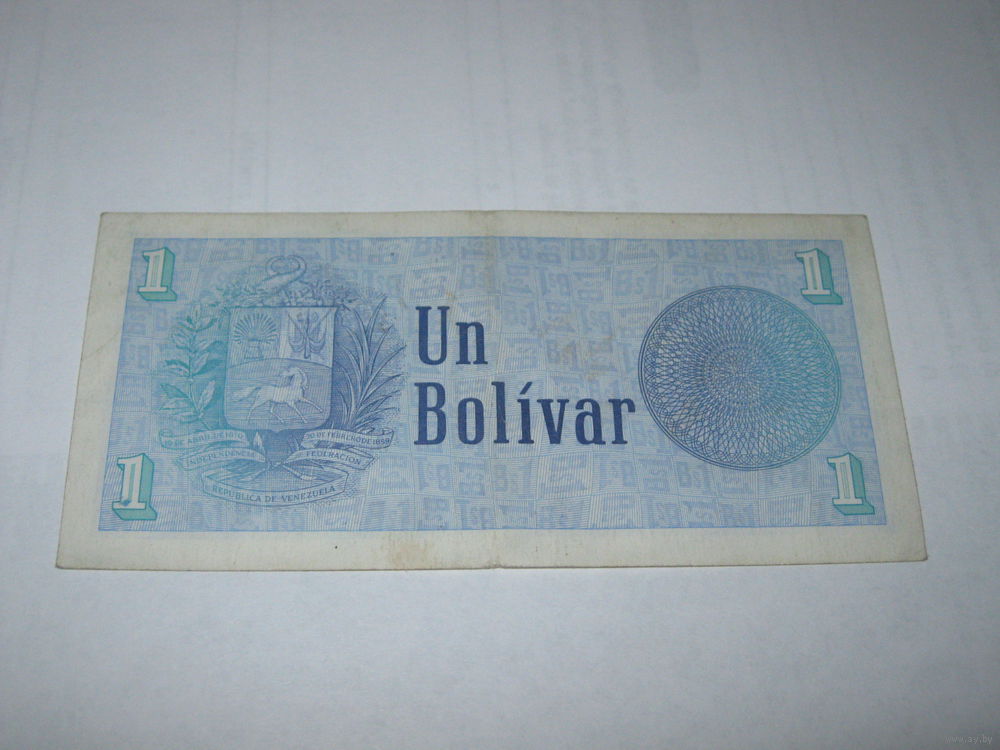 1
1
Un
Bolívar
19 DE ABRIL DE 1810
20 DE FEBRERO DE 1859
INDEPENDENCIA
FEDERACION
REPUBLICA DE VENEZUELA
1
1
www.ay.by